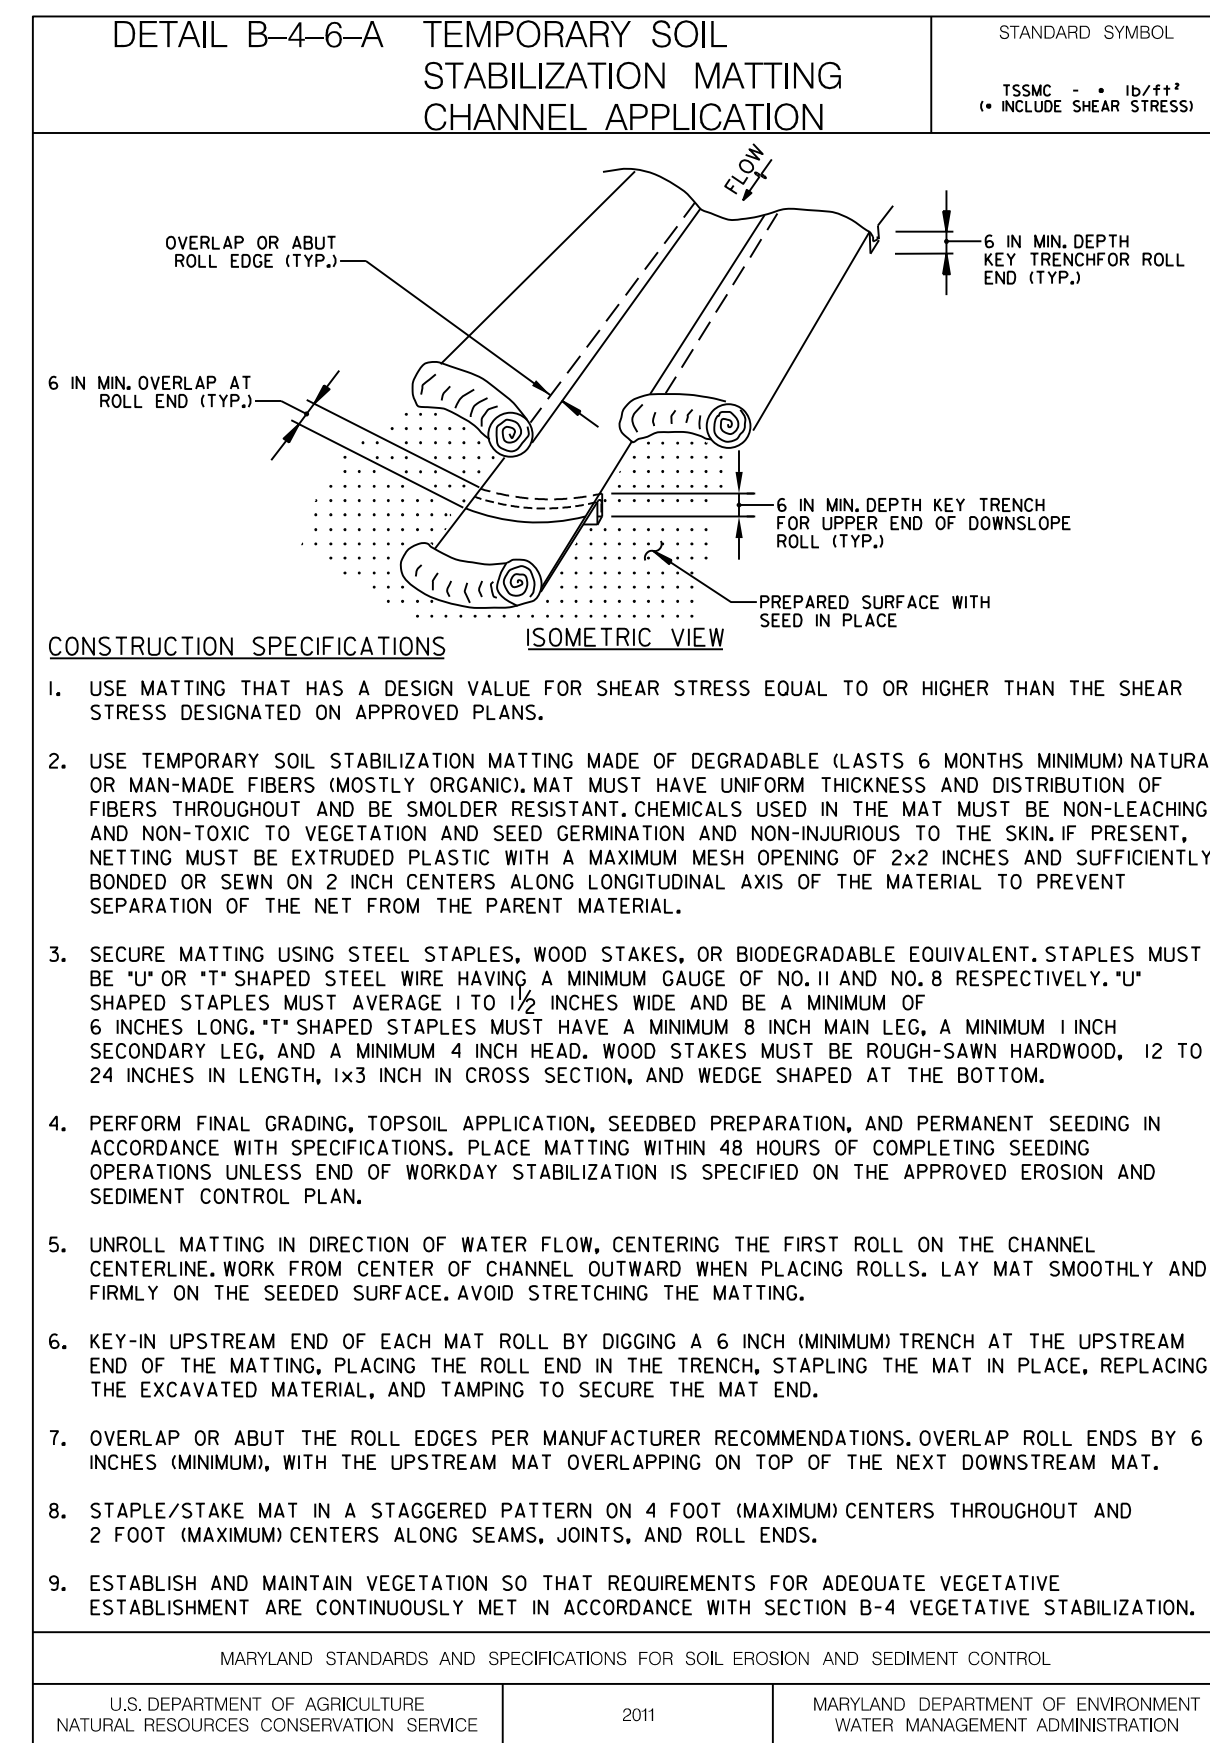 DETAIL B-4-6-A TEMPORARY SOIL
STABILIZATION MATTING
CHANNEL APPLICATION
STANDARD SYMBOL
TSSMC - • lb/ft²
(• INCLUDE SHEAR STRESS)
FLOW
OVERLAP OR ABUT
ROLL EDGE (TYP.)
6 IN MIN. DEPTH
KEY TRENCHFOR ROLL
END (TYP.)
6 IN MIN. OVERLAP AT
ROLL END (TYP.)
6 IN MIN. DEPTH KEY TRENCH
FOR UPPER END OF DOWNSLOPE
ROLL (TYP.)
PREPARED SURFACE WITH
SEED IN PLACE
ISOMETRIC VIEW
CONSTRUCTION SPECIFICATIONS
1. USE MATTING THAT HAS A DESIGN VALUE FOR SHEAR STRESS EQUAL TO OR HIGHER THAN THE SHEAR
STRESS DESIGNATED ON APPROVED PLANS.
2. USE TEMPORARY SOIL STABILIZATION MATTING MADE OF DEGRADABLE (LASTS 6 MONTHS MINIMUM) NATURA
OR MAN-MADE FIBERS (MOSTLY ORGANIC). MAT MUST HAVE UNIFORM THICKNESS AND DISTRIBUTION OF
FIBERS THROUGHOUT AND BE SMOLDER RESISTANT. CHEMICALS USED IN THE MAT MUST BE NON-LEACHING
AND NON-TOXIC TO VEGETATION AND SEED GERMINATION AND NON-INJURIOUS TO THE SKIN. IF PRESENT,
NETTING MUST BE EXTRUDED PLASTIC WITH A MAXIMUM MESH OPENING OF 2x2 INCHES AND SUFFICIENTLY
BONDED OR SEWN ON 2 INCH CENTERS ALONG LONGITUDINAL AXIS OF THE MATERIAL TO PREVENT
SEPARATION OF THE NET FROM THE PARENT MATERIAL.
3. SECURE MATTING USING STEEL STAPLES, WOOD STAKES, OR BIODEGRADABLE EQUIVALENT. STAPLES MUST
BE "U" OR "T" SHAPED STEEL WIRE HAVING A MINIMUM GAUGE OF NO. 11 AND NO. 8 RESPECTIVELY. "U"
SHAPED STAPLES MUST AVERAGE 1 TO 1½ INCHES WIDE AND BE A MINIMUM OF
6 INCHES LONG. "T" SHAPED STAPLES MUST HAVE A MINIMUM 8 INCH MAIN LEG, A MINIMUM 1 INCH
SECONDARY LEG, AND A MINIMUM 4 INCH HEAD. WOOD STAKES MUST BE ROUGH-SAWN HARDWOOD, 12 TO
24 INCHES IN LENGTH, 1x3 INCH IN CROSS SECTION, AND WEDGE SHAPED AT THE BOTTOM.
4. PERFORM FINAL GRADING, TOPSOIL APPLICATION, SEEDBED PREPARATION, AND PERMANENT SEEDING IN
ACCORDANCE WITH SPECIFICATIONS. PLACE MATTING WITHIN 48 HOURS OF COMPLETING SEEDING
OPERATIONS UNLESS END OF WORKDAY STABILIZATION IS SPECIFIED ON THE APPROVED EROSION AND
SEDIMENT CONTROL PLAN.
5. UNROLL MATTING IN DIRECTION OF WATER FLOW, CENTERING THE FIRST ROLL ON THE CHANNEL
CENTERLINE. WORK FROM CENTER OF CHANNEL OUTWARD WHEN PLACING ROLLS. LAY MAT SMOOTHLY AND
FIRMLY ON THE SEEDED SURFACE. AVOID STRETCHING THE MATTING.
6. KEY-IN UPSTREAM END OF EACH MAT ROLL BY DIGGING A 6 INCH (MINIMUM) TRENCH AT THE UPSTREAM
END OF THE MATTING, PLACING THE ROLL END IN THE TRENCH, STAPLING THE MAT IN PLACE, REPLACING
THE EXCAVATED MATERIAL, AND TAMPING TO SECURE THE MAT END.
7. OVERLAP OR ABUT THE ROLL EDGES PER MANUFACTURER RECOMMENDATIONS. OVERLAP ROLL ENDS BY 6
INCHES (MINIMUM), WITH THE UPSTREAM MAT OVERLAPPING ON TOP OF THE NEXT DOWNSTREAM MAT.
8. STAPLE/STAKE MAT IN A STAGGERED PATTERN ON 4 FOOT (MAXIMUM) CENTERS THROUGHOUT AND
2 FOOT (MAXIMUM) CENTERS ALONG SEAMS, JOINTS, AND ROLL ENDS.
9. ESTABLISH AND MAINTAIN VEGETATION SO THAT REQUIREMENTS FOR ADEQUATE VEGETATIVE
ESTABLISHMENT ARE CONTINUOUSLY MET IN ACCORDANCE WITH SECTION B-4 VEGETATIVE STABILIZATION.
MARYLAND STANDARDS AND SPECIFICATIONS FOR SOIL EROSION AND SEDIMENT CONTROL
U.S. DEPARTMENT OF AGRICULTURE
NATURAL RESOURCES CONSERVATION SERVICE
2011
MARYLAND DEPARTMENT OF ENVIRONMENT
WATER MANAGEMENT ADMINISTRATION